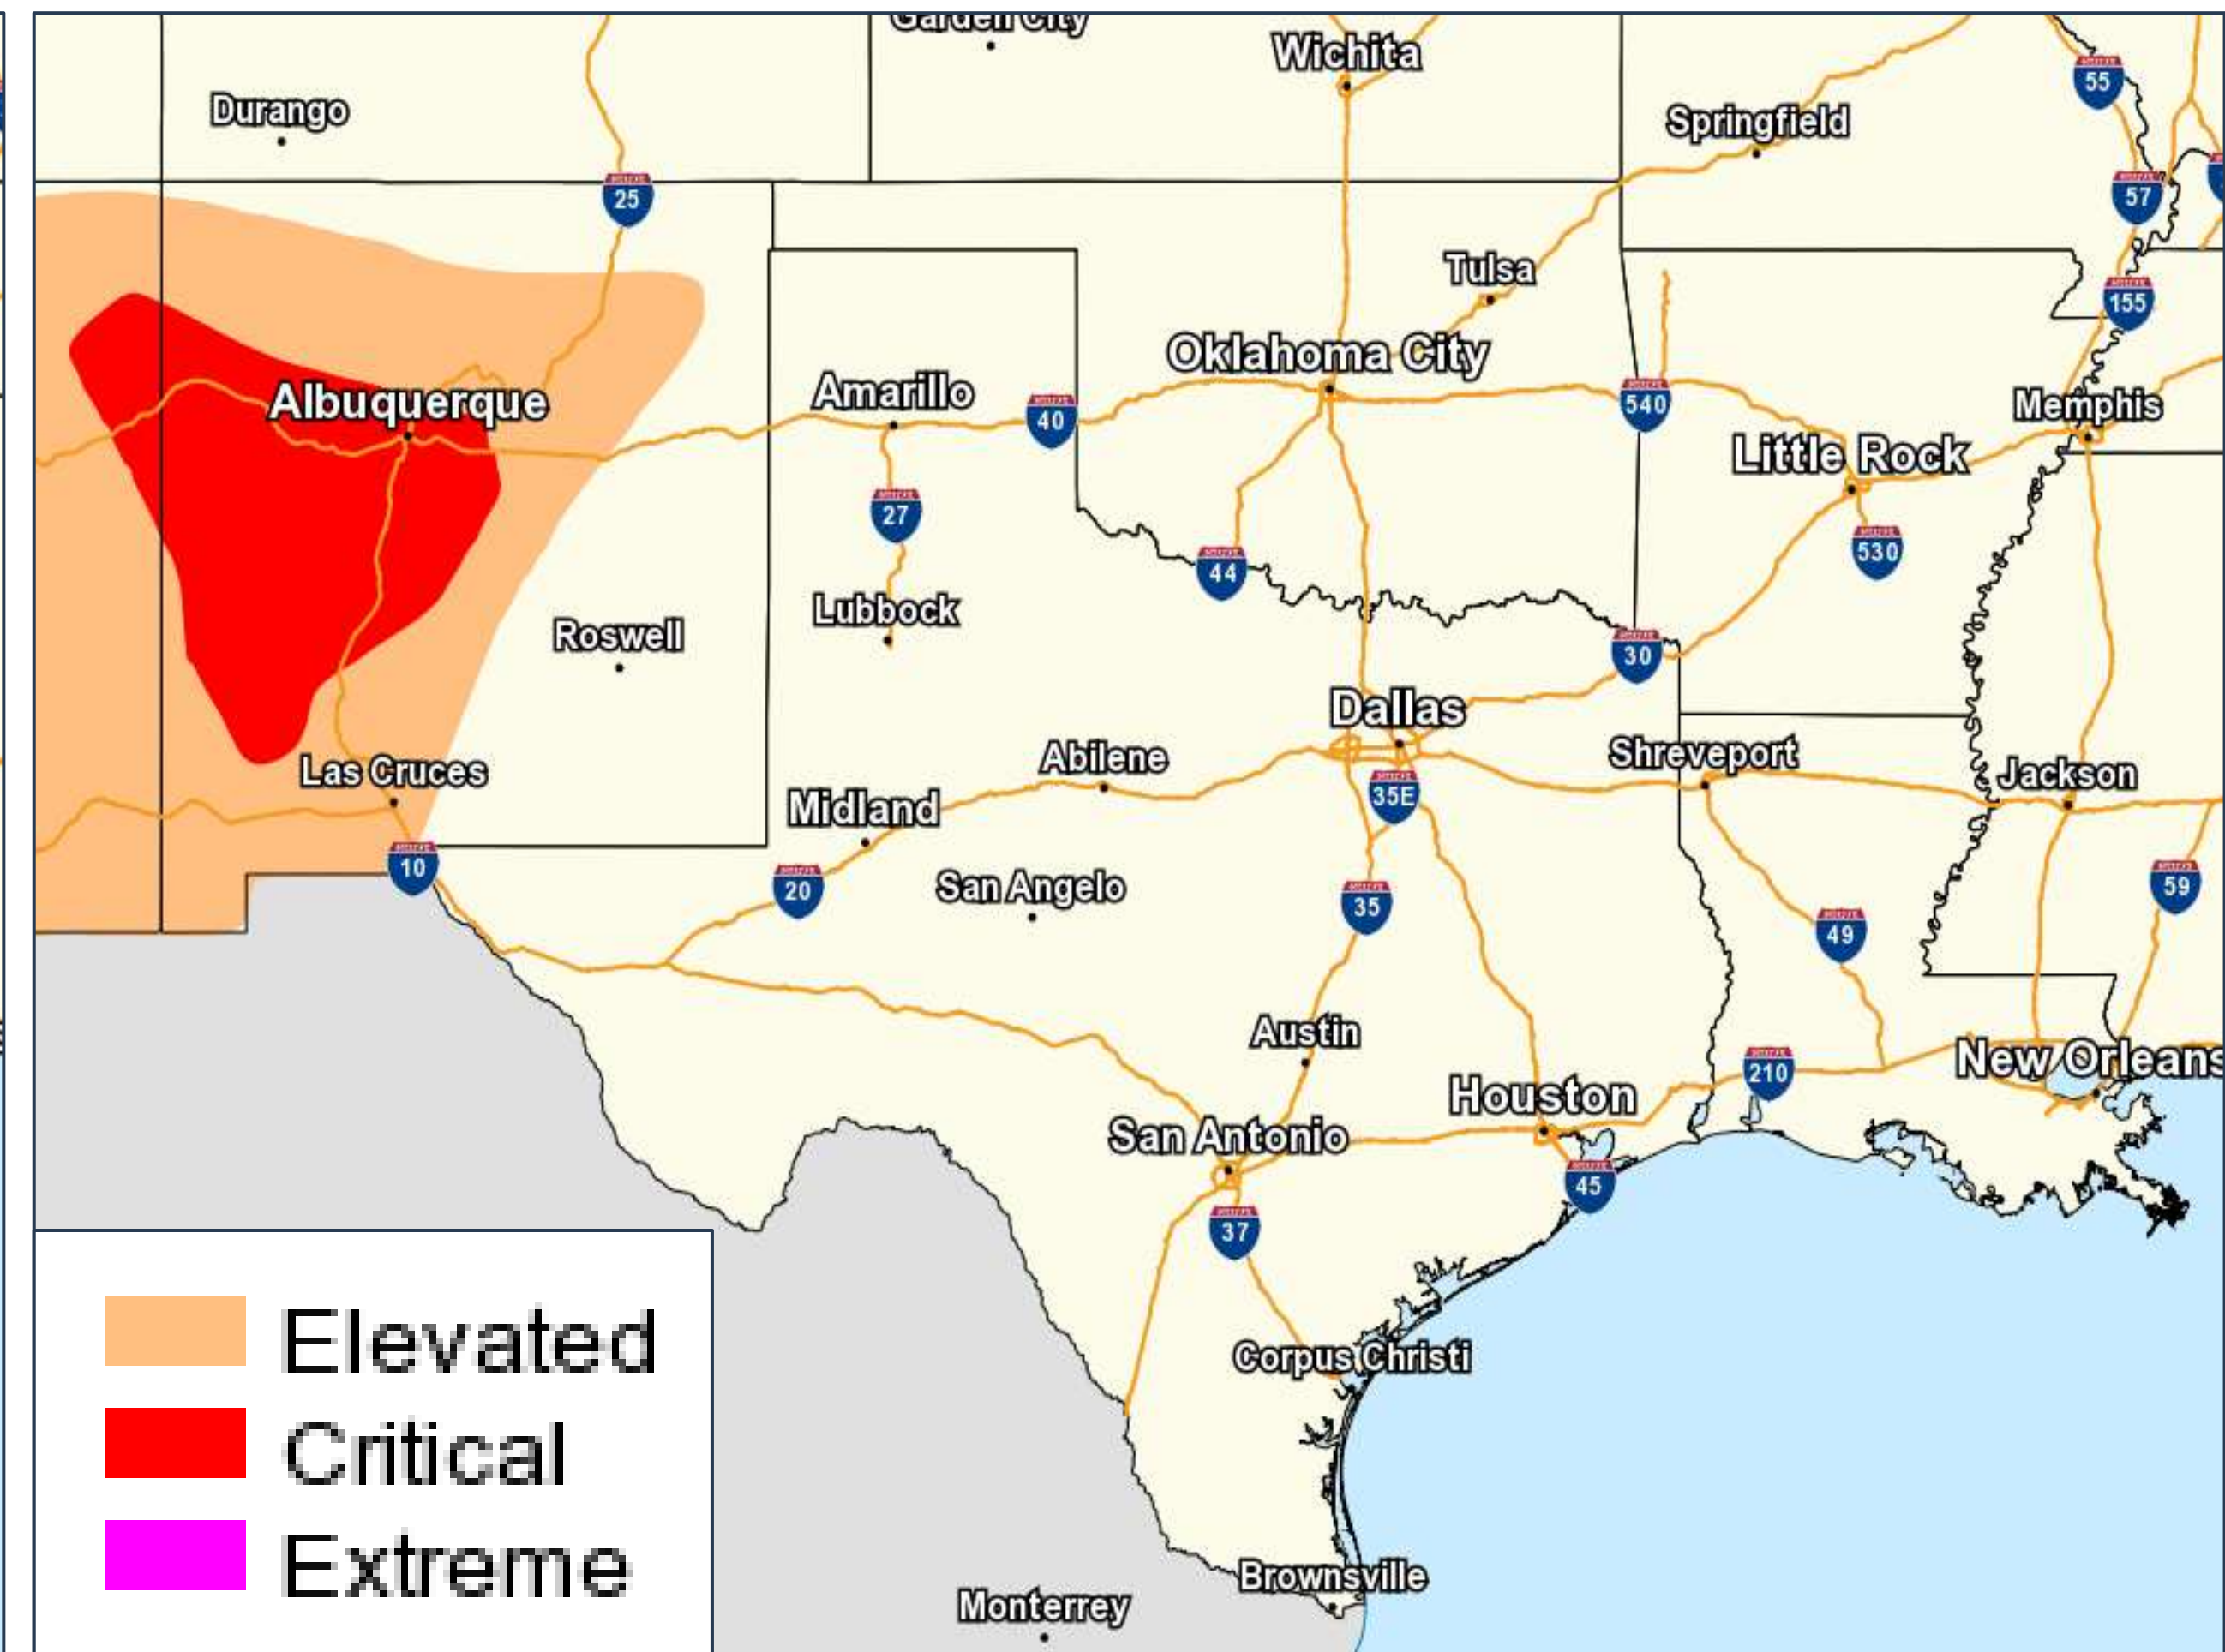 Garden City
Wichita
55
Durango
Springfield
25
57
Tulsa
155
Oklahoma City
Albuquerque
Amarillo
40
540
Memphis
Little Rock
27
530
44
Lubbock
Roswell
30
Dallas
Shreveport
Las Cruces
Abilene
Jackson
35E
Midland
10
20
San Angelo
35
59
49
Austin
New Orleans
210
Houston
San Antonio
45
37
Elevated
Corpus Christi
Critical
Extreme
Brownsville
Monterrey